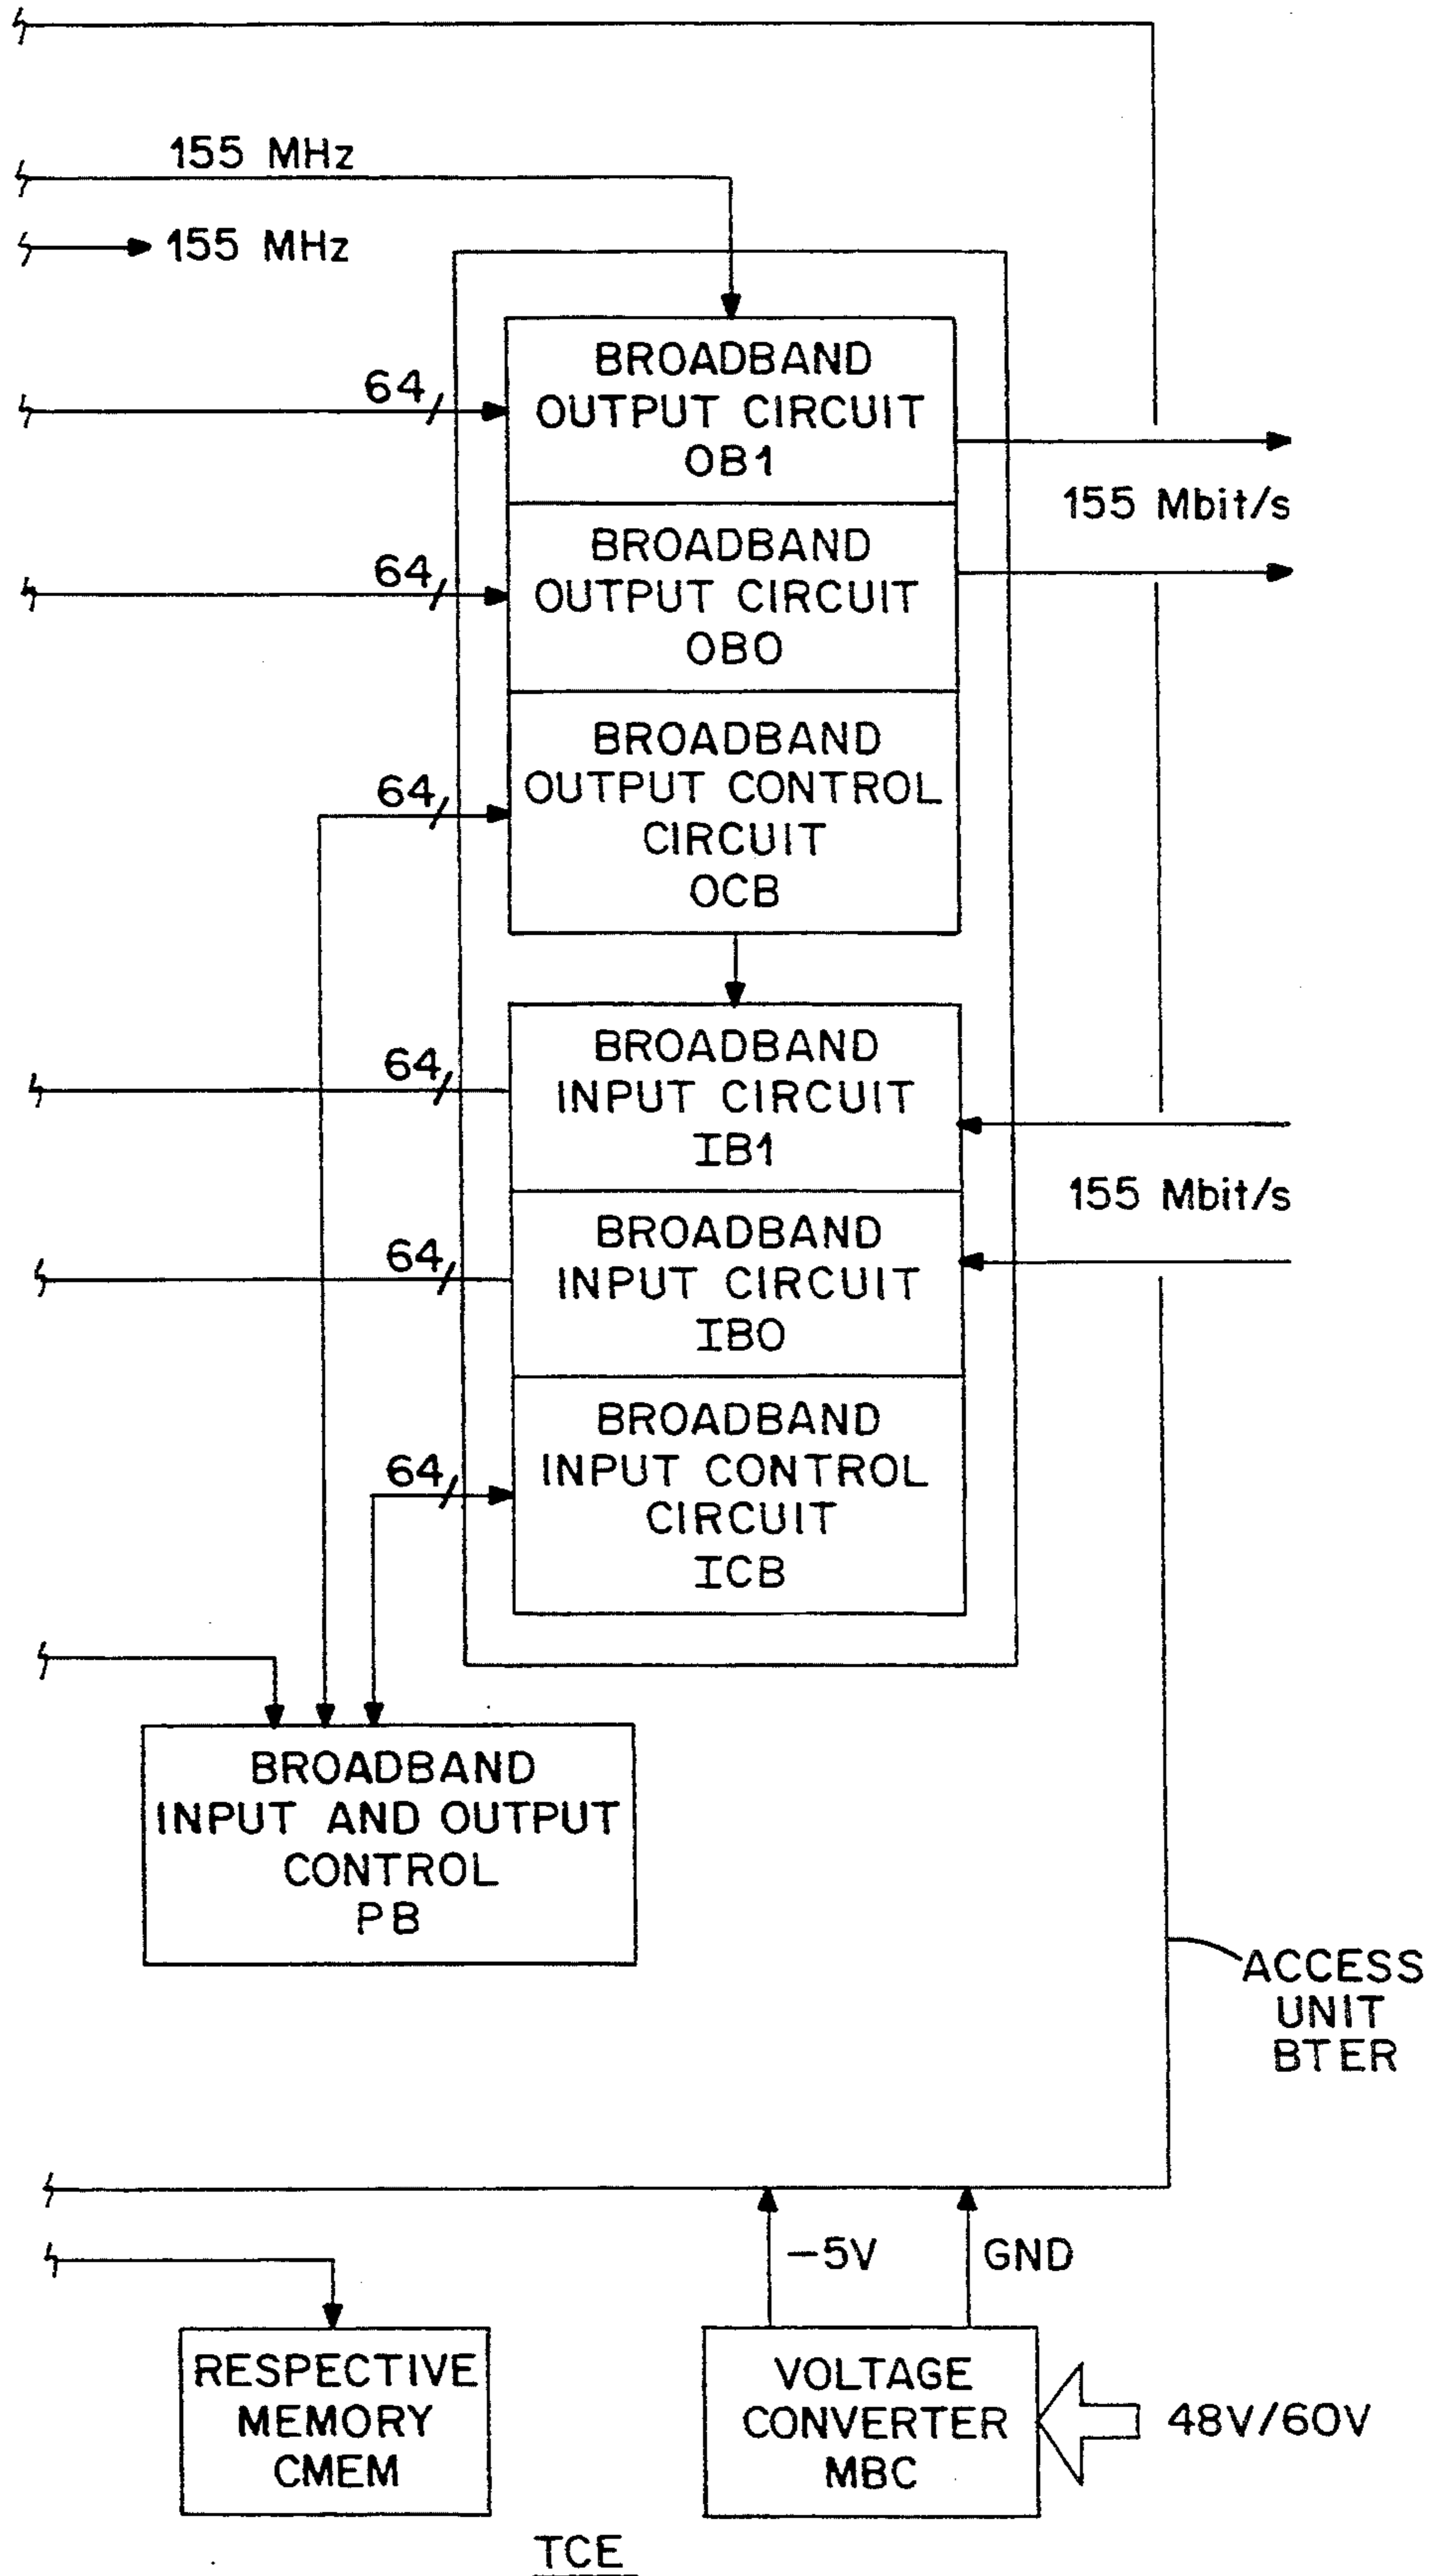 155 MHz
155 MHz
64
BROADBAND
OUTPUT CIRCUIT
OB1
155 Mbit/s
64
BROADBAND
OUTPUT CIRCUIT
OB0
64
BROADBAND
OUTPUT CONTROL
CIRCUIT
OCB
64
BROADBAND
INPUT CIRCUIT
IB1
155 Mbit/s
64
BROADBAND
INPUT CIRCUIT
IB0
64
BROADBAND
INPUT CONTROL
CIRCUIT
ICB
BROADBAND
INPUT AND OUTPUT
CONTROL
PB
ACCESS
UNIT
BTER
-5V
GND
RESPECTIVE
MEMORY
CMEM
VOLTAGE
CONVERTER
MBC
48V/60V
TCE